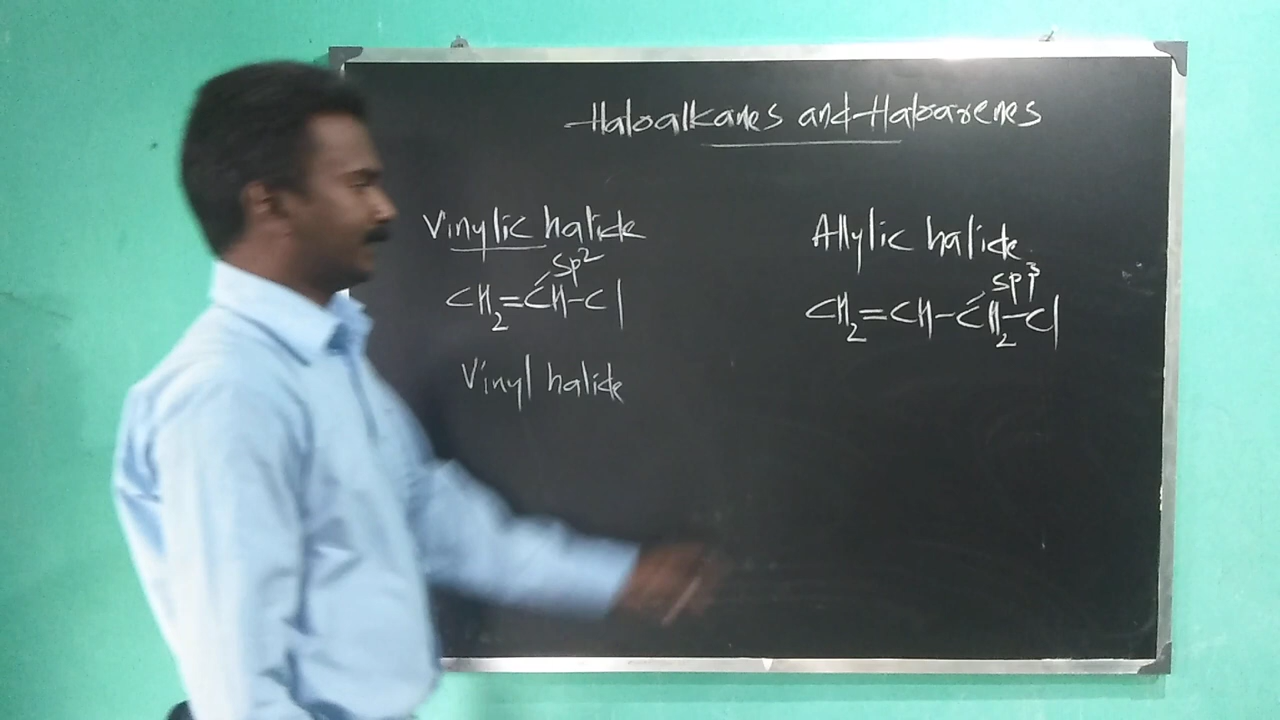 Haloalkanes and Haloarenes
Vinylic halide
sp²
CH₂=CH-Cl
Vinyl halide
Allylic halide
sp³
CH₂=CH-CH₂-Cl